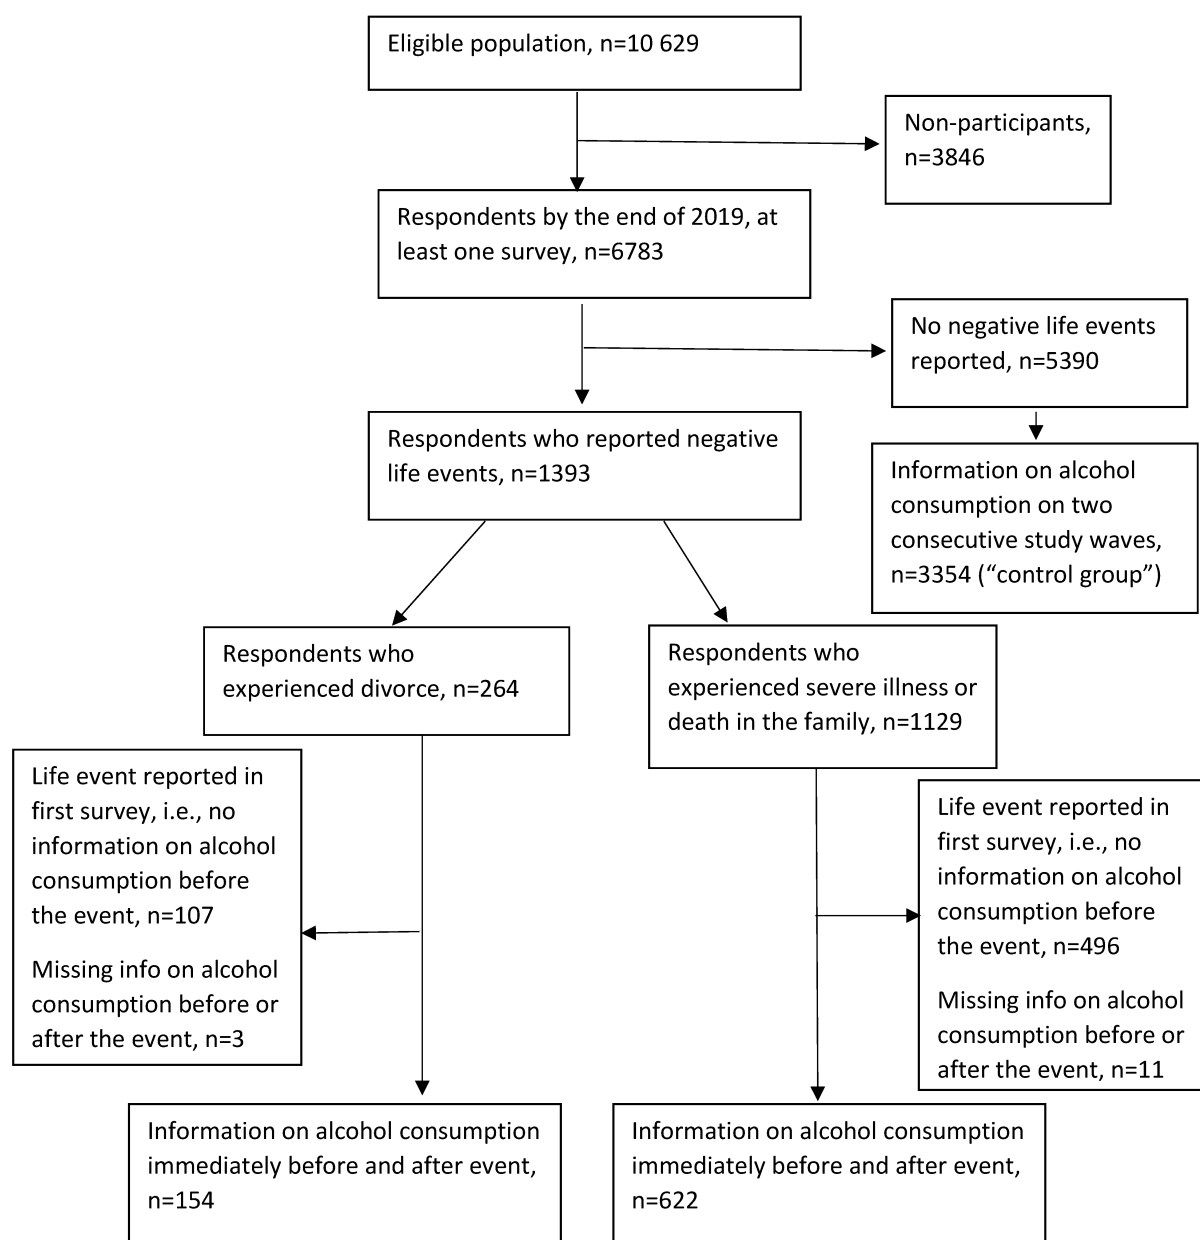 Eligible population, n=10 629
Non-participants,
n=3846
Respondents by the end of 2019, at
least one survey, n=6783
No negative life events
reported, n=5390
Respondents who reported negative
life events, n=1393
Information on alcohol
consumption on two
consecutive study waves,
n=3354 (“control group”)
Respondents who
experienced divorce, n=264
Respondents who
experienced severe illness or
death in the family, n=1129
Life event reported in
first survey, i.e., no
information on alcohol
consumption before
the event, n=107
Missing info on alcohol
consumption before or
after the event, n=3
Life event reported in
first survey, i.e., no
information on alcohol
consumption before
the event, n=496
Missing info on alcohol
consumption before or
after the event, n=11
Information on alcohol consumption
immediately before and after event,
n=154
Information on alcohol consumption
immediately before and after event,
n=622